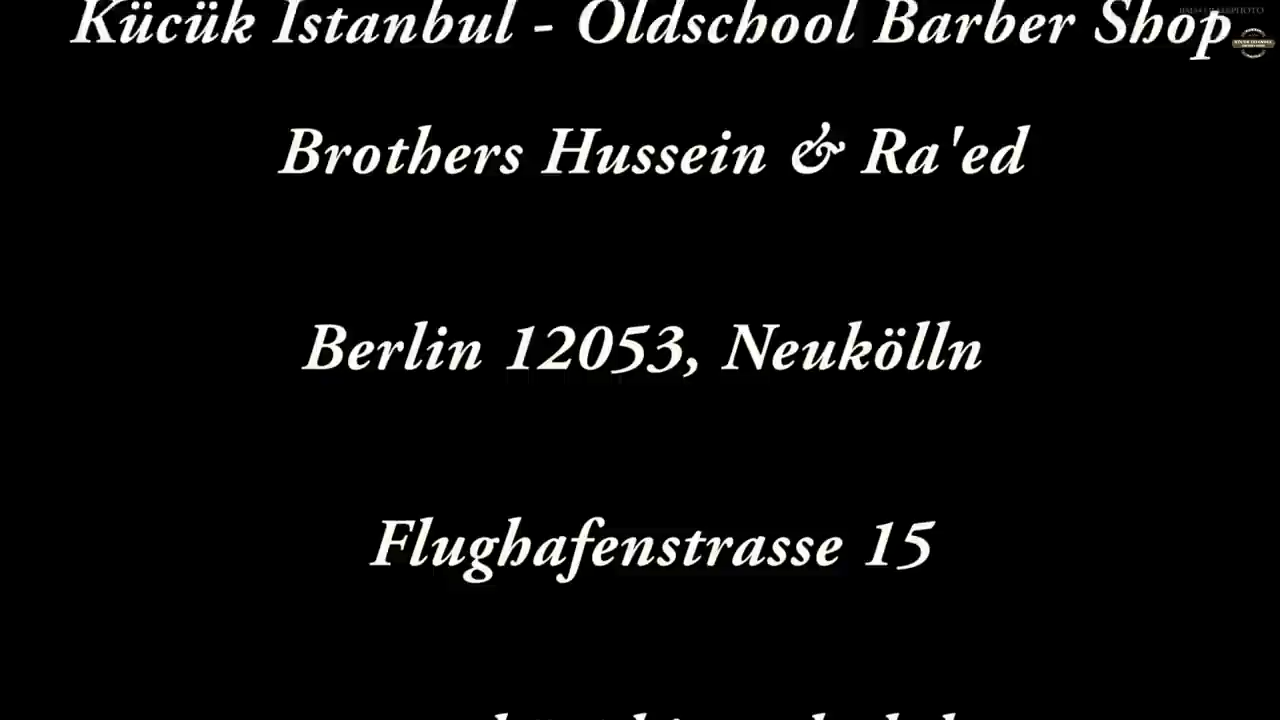 Kücük Istanbul - Oldschool Barber Shop
Brothers Hussein & Ra'ed
Berlin 12053, Neukölln
Flughafenstrasse 15